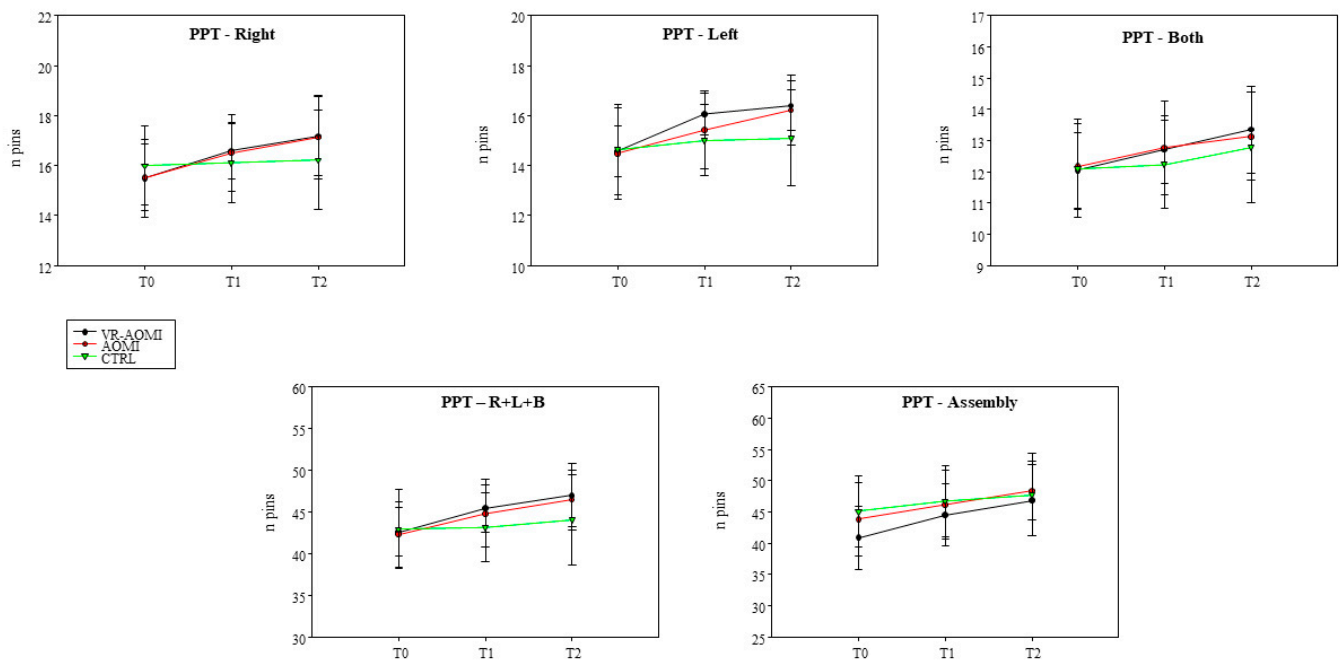 PPT - Right
n pins
22
20
18
16
14
12
T0 T1 T2
PPT - Left
n pins
20
18
16
14
12
10
T0 T1 T2
PPT - Both
n pins
17
16
15
14
13
12
11
10
9
T0 T1 T2
VR-AOMI
AOMI
CTRL
PPT – R+L+B
n pins
60
55
50
45
40
35
30
T0 T1 T2
PPT - Assembly
n pins
65
60
55
50
45
40
35
30
25
T0 T1 T2